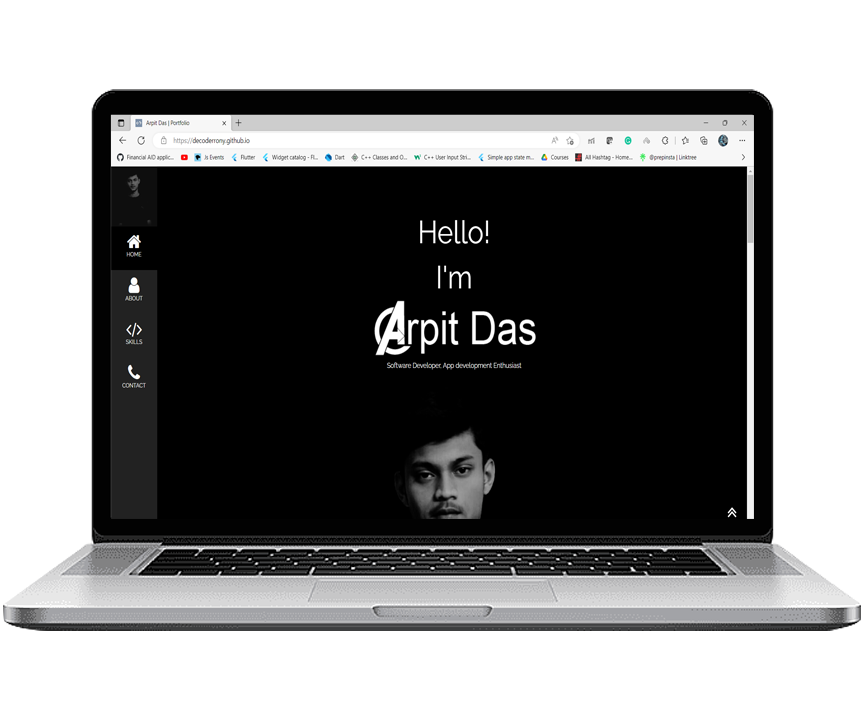 Arpit Das | Portfolio
https://decoderrony.github.io
Financial AID applic... Js Events Flutter Widget catalog - Fl... Dart C++ Classes and O... C++ User Input Stri... Simple app state m... Courses All Hashtag - Home... @prepinsta | Linktree
HOME
ABOUT
SKILLS
CONTACT
Hello!
I'm
Arpit Das
Software Developer, App development Enthusiast